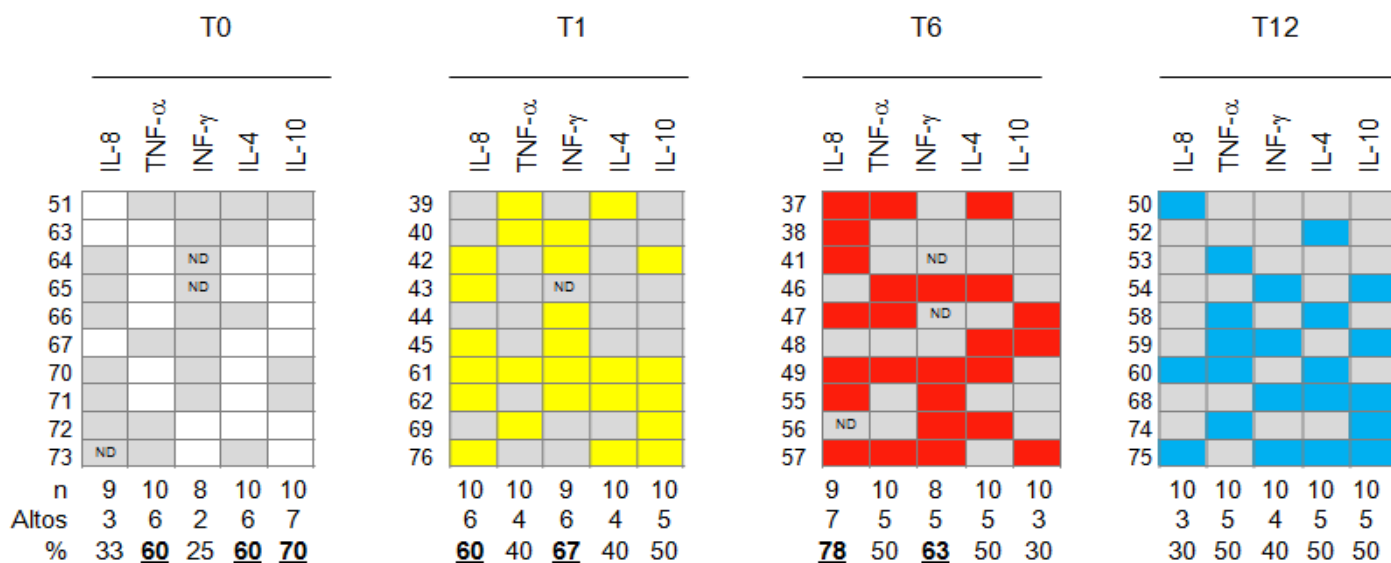 T0 T1 T6 T12
IL-8 TNF-α INF-γ IL-4 IL-10 IL-8 TNF-α INF-γ IL-4 IL-10 IL-8 TNF-α INF-γ IL-4 IL-10 IL-8 TNF-α INF-γ IL-4 IL-10
51 39 37 50
63 40 38 52
64 ND 42 41 ND 53
65 ND 43 ND 46 54
66 44 47 ND 58
67 45 48 59
70 61 49 60
71 62 55 68
72 69 56 ND 74
73 ND 76 57 75
n 9 10 8 10 10 10 10 9 10 10 9 10 8 10 10 10 10 10 10 10
Altos 3 6 2 6 7 6 4 6 4 5 7 5 5 5 3 3 5 4 5 5
% 33 60 25 60 70 60 40 67 40 50 78 50 63 50 30 30 50 40 50 50